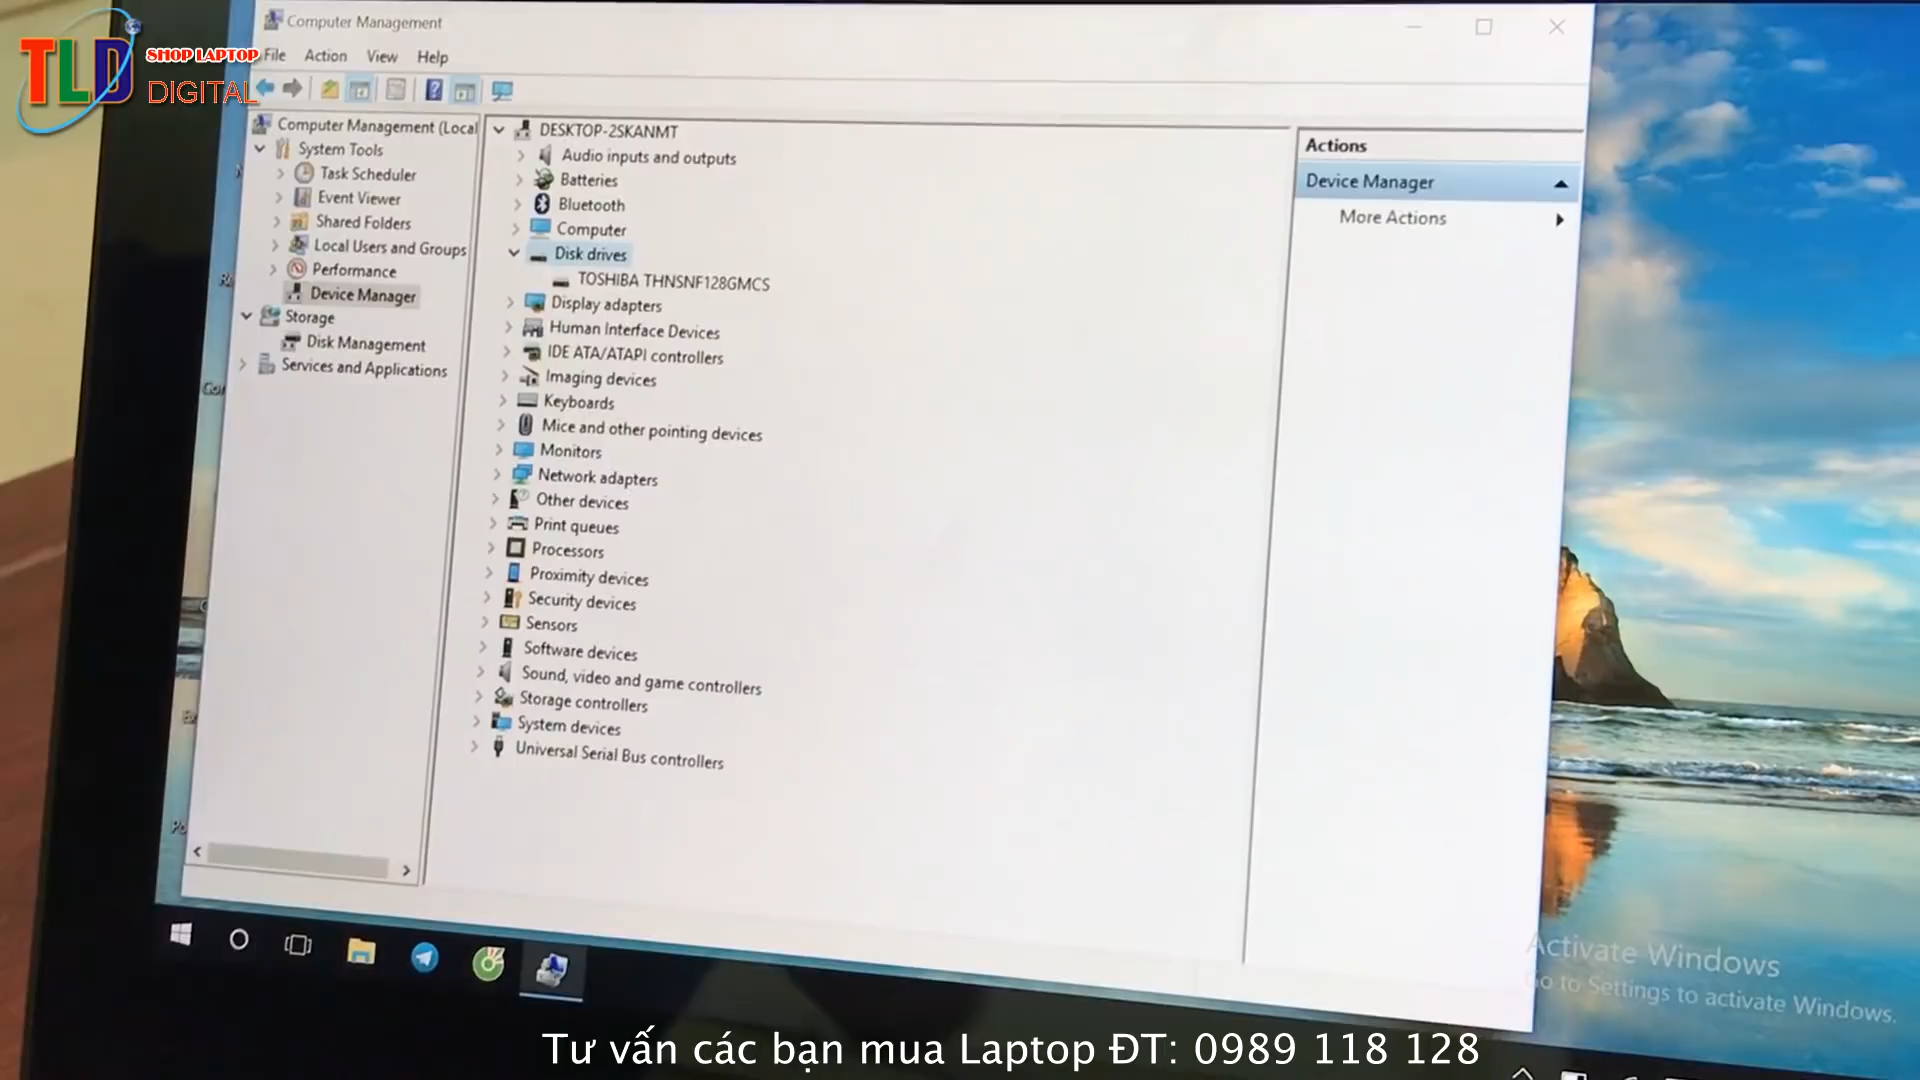 TLD
SHOP LAPTOP
DIGITAL
Computer Management
File Action View Help
Computer Management (Local
System Tools
Task Scheduler
Event Viewer
Shared Folders
Local Users and Groups
Performance
Device Manager
Storage
Disk Management
Services and Applications
DESKTOP-2SKANMT
Audio inputs and outputs
Batteries
Bluetooth
Computer
Disk drives
TOSHIBA THNSNF128GMCS
Display adapters
Human Interface Devices
IDE ATA/ATAPI controllers
Imaging devices
Keyboards
Mice and other pointing devices
Monitors
Network adapters
Other devices
Print queues
Processors
Proximity devices
Security devices
Sensors
Software devices
Sound, video and game controllers
Storage controllers
System devices
Universal Serial Bus controllers
Actions
Device Manager
More Actions
Activate Windows
Go to Settings to activate Windows.
Tư vấn các bạn mua Laptop ĐT: 0989 118 128